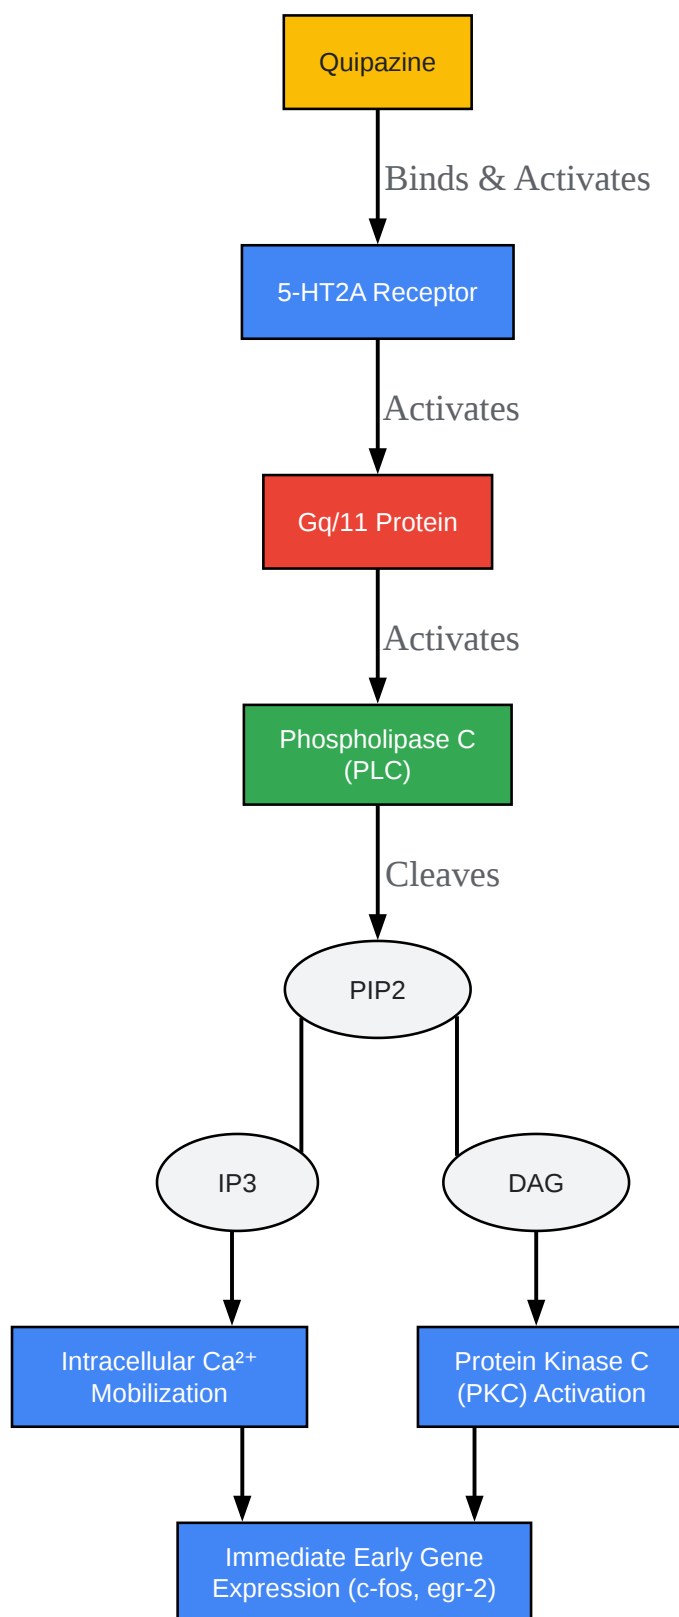 Quipazine
Binds & Activates
5-HT2A Receptor
Activates
Gq/11 Protein
Activates
Phospholipase C
(PLC)
Cleaves
PIP2
IP3
DAG
Intracellular Ca²⁺
Mobilization
Protein Kinase C
(PKC) Activation
Immediate Early Gene
Expression (c-fos, egr-2)